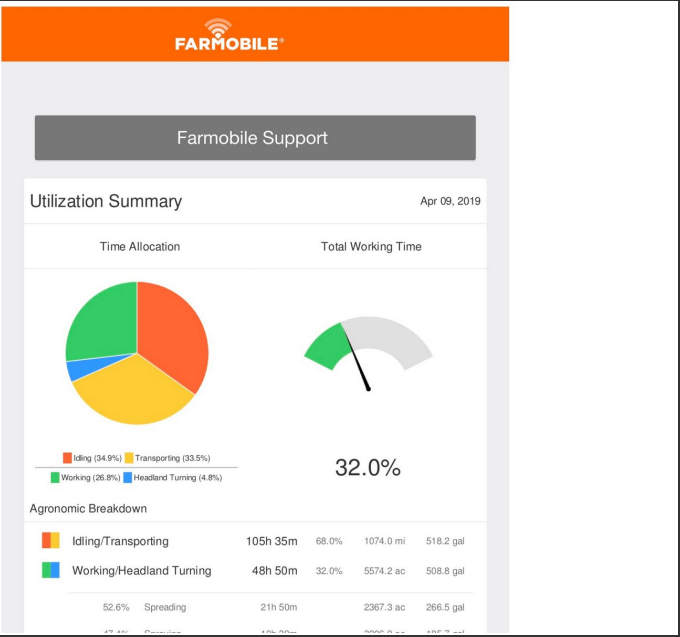 FARMOBILE®
Farmobile Support
Utilization Summary Apr 09, 2019
Time Allocation Total Working Time
Idling (34.9%) Transporting (33.5%)
Working (26.8%) Headland Turning (4.8%)
32.0%
Agronomic Breakdown
Idling/Transporting 105h 35m 68.0% 1074.0 mi 518.2 gal
Working/Headland Turning 48h 50m 32.0% 5574.2 ac 508.8 gal
52.6% Spreading 21h 50m 2367.3 ac 266.5 gal